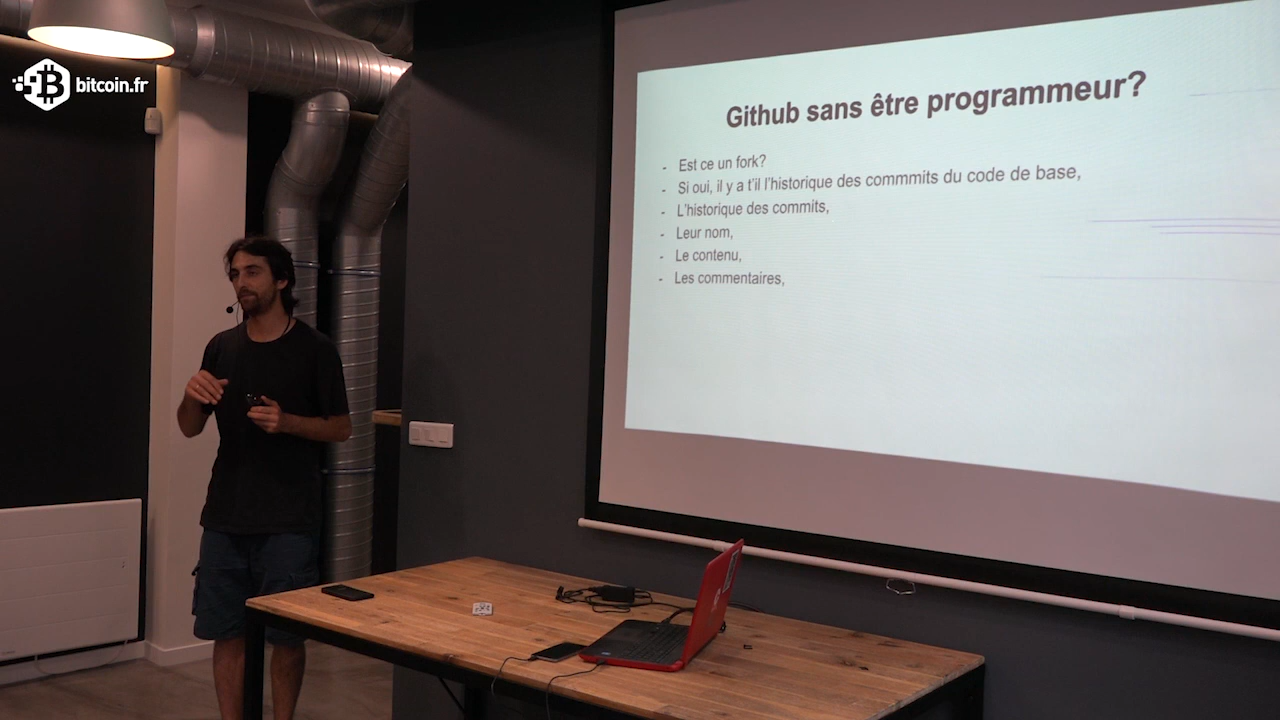 bitcoin.fr
Github sans être programmeur?
- Est ce un fork?
- Si oui, il y a t'il l'historique des commmits du code de base,
- L'historique des commits,
- Leur nom,
- Le contenu,
- Les commentaires,